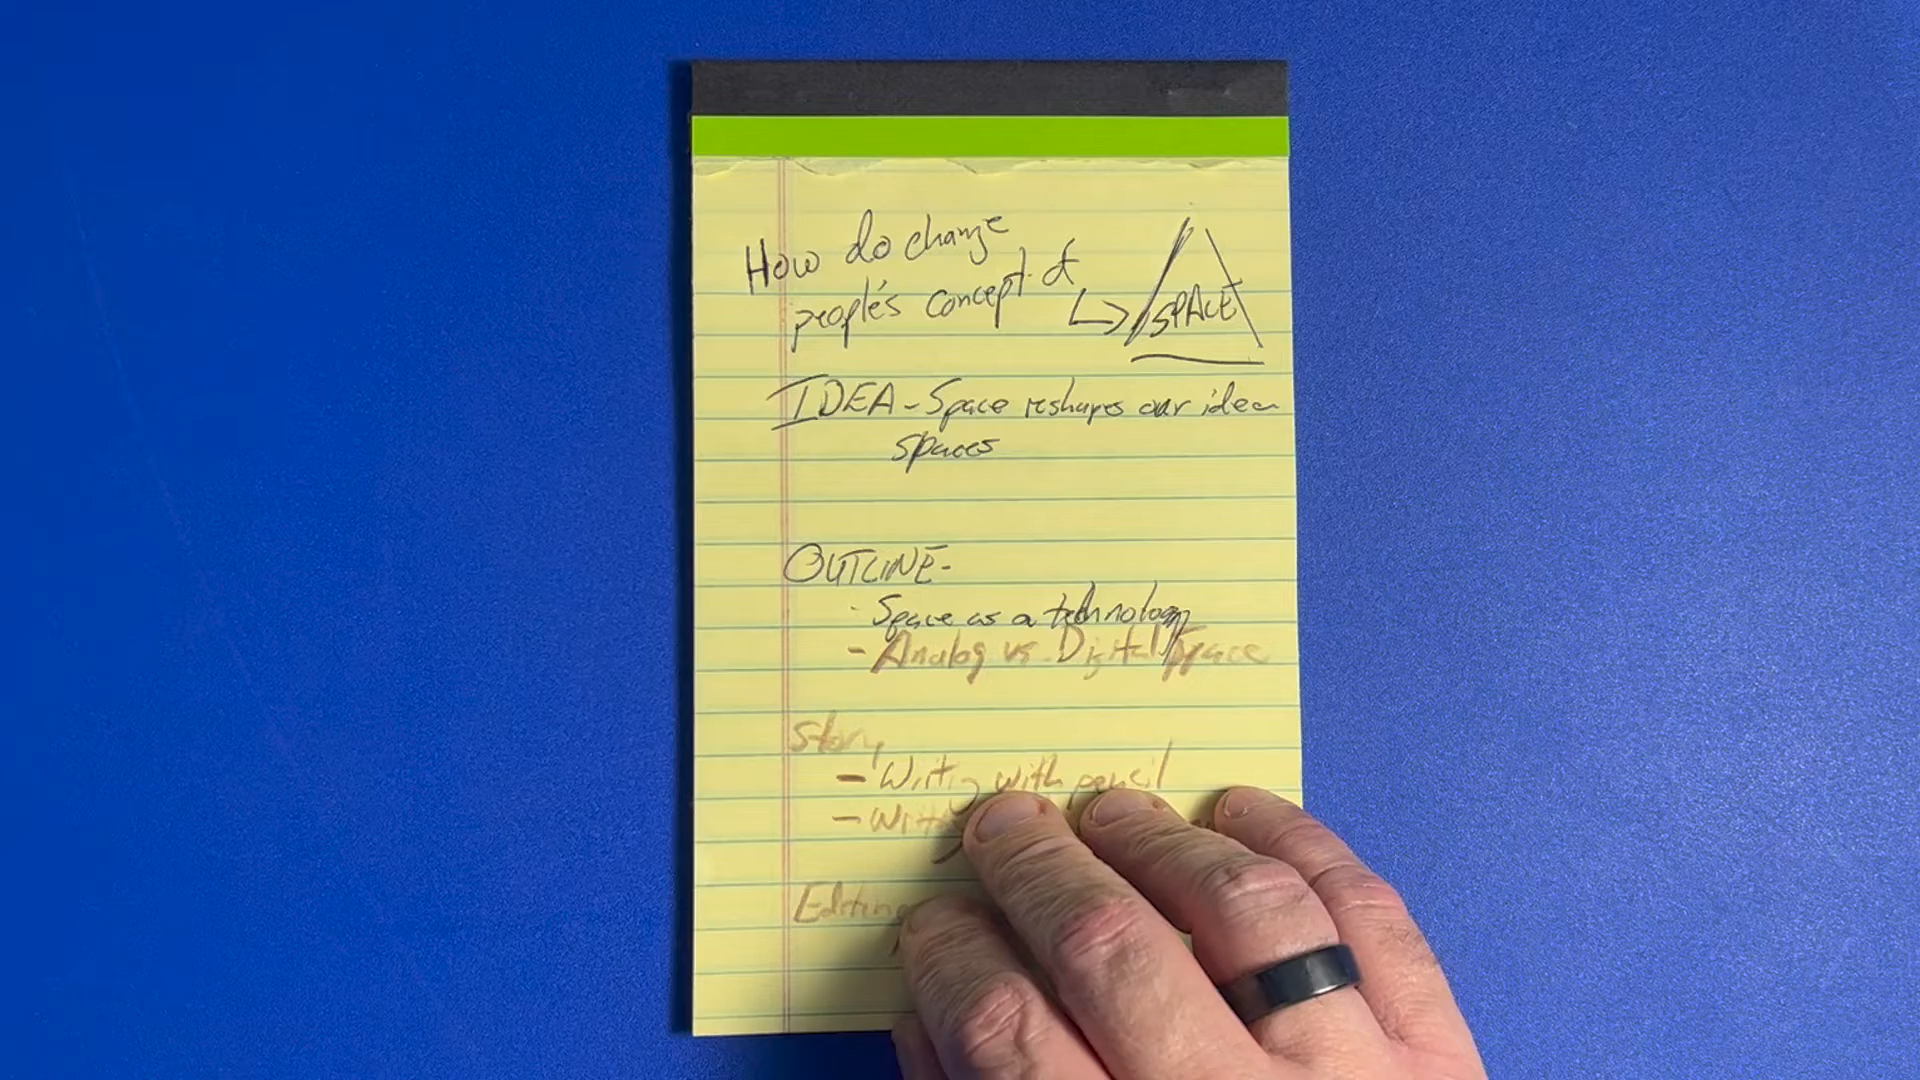 How do change
people's concept of
SPACE
IDEA - Space reshapes our idea
spaces
OUTLINE -
· Space as a technology
- Analog vs. Digital Space
Story
- Writing with pencil
- Writing
Editing